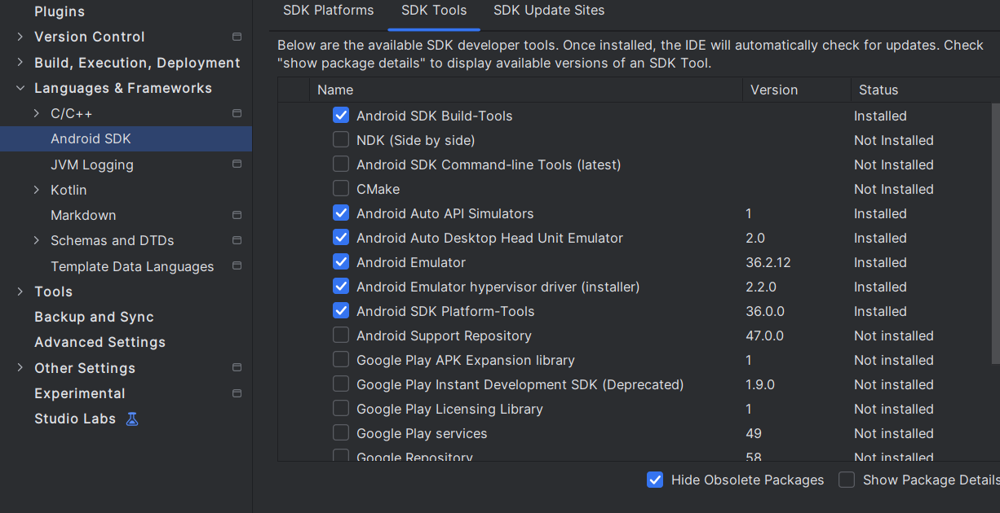 Plugins
Version Control
Build, Execution, Deployment
Languages & Frameworks
C/C++
Android SDK
JVM Logging
Kotlin
Markdown
Schemas and DTDs
Template Data Languages
Tools
Backup and Sync
Advanced Settings
Other Settings
Experimental
Studio Labs
SDK Platforms SDK Tools SDK Update Sites
Below are the available SDK developer tools. Once installed, the IDE will automatically check for updates. Check
"show package details" to display available versions of an SDK Tool.
Name Version Status
Android SDK Build-Tools Installed
NDK (Side by side) Not Installed
Android SDK Command-line Tools (latest) Not Installed
CMake Not Installed
Android Auto API Simulators 1 Installed
Android Auto Desktop Head Unit Emulator 2.0 Installed
Android Emulator 36.2.12 Installed
Android Emulator hypervisor driver (installer) 2.2.0 Installed
Android SDK Platform-Tools 36.0.0 Installed
Android Support Repository 47.0.0 Not installed
Google Play APK Expansion library 1 Not installed
Google Play Instant Development SDK (Deprecated) 1.9.0 Not installed
Google Play Licensing Library 1 Not installed
Google Play services 49 Not installed
Google Repository 58 Not installed
Hide Obsolete Packages Show Package Details